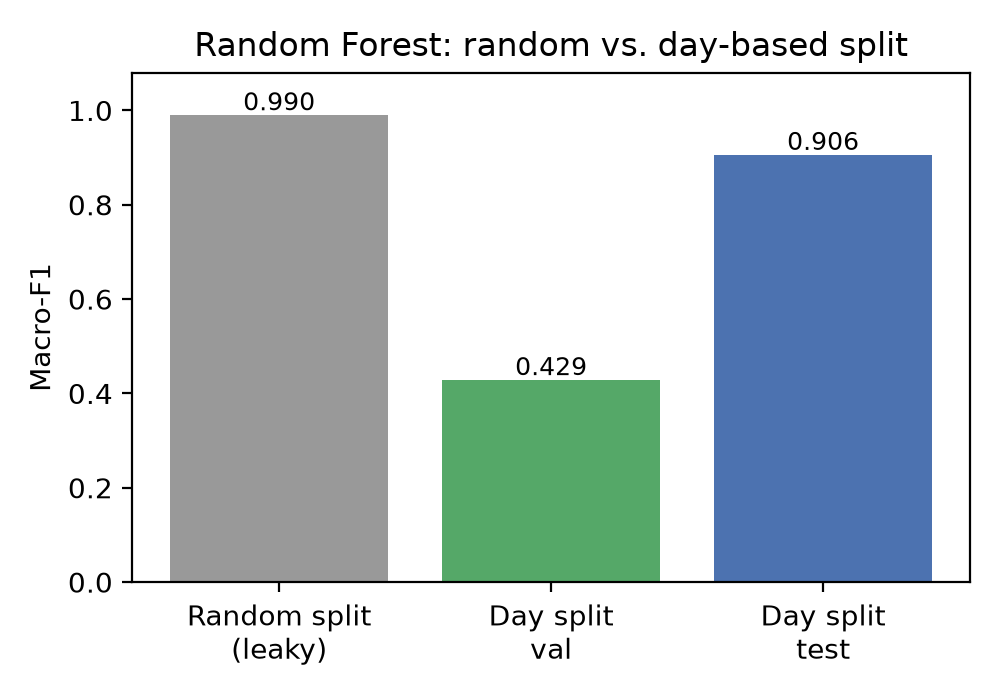 Random Forest: random vs. day-based split
Macro-F1
1.0
0.8
0.6
0.4
0.2
0.0
0.990
0.429
0.906
Random split
(leaky)
Day split
val
Day split
test